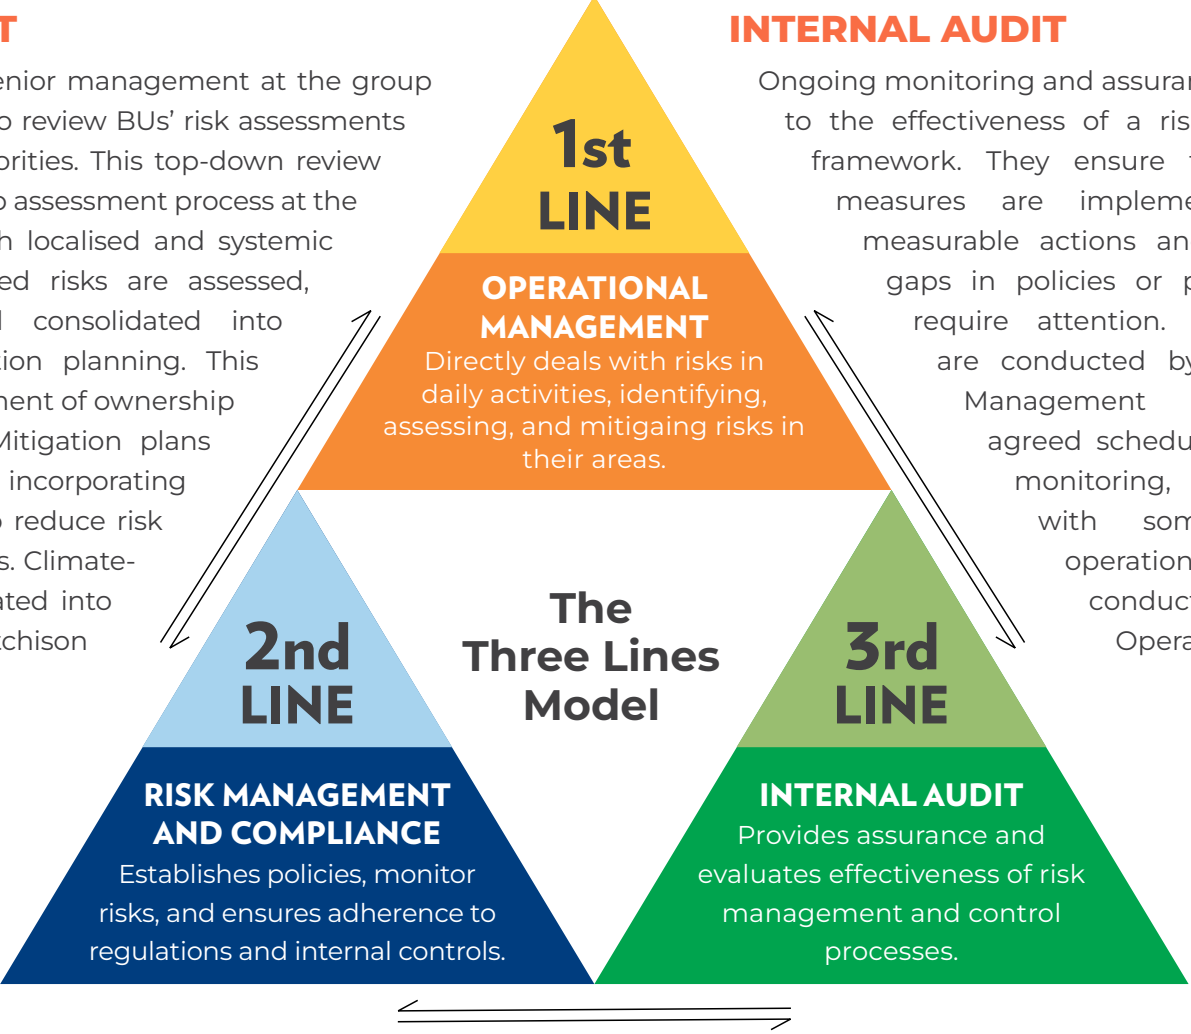 T
enior management at the group
o review BUs’ risk assessments
orities. This top-down review
o assessment process at the
h localised and systemic
ed risks are assessed,
consolidated into
tion planning. This
ment of ownership
Mitigation plans
incorporating
o reduce risk
s. Climate-
ated into
tchison
1st
LINE
OPERATIONAL
MANAGEMENT
Directly deals with risks in
daily activities, identifying,
assessing, and mitigaing risks in
their areas.
The
Three Lines
Model
2nd
LINE
RISK MANAGEMENT
AND COMPLIANCE
Establishes policies, monitor
risks, and ensures adherence to
regulations and internal controls.
3rd
LINE
INTERNAL AUDIT
Provides assurance and
evaluates effectiveness of risk
management and control
processes.
INTERNAL AUDIT
Ongoing monitoring and assuran
to the effectiveness of a ris
framework. They ensure
measures are impleme
measurable actions an
gaps in policies or p
require attention.
are conducted by
Management
agreed schedu
monitoring,
with som
operation
conduct
Opera